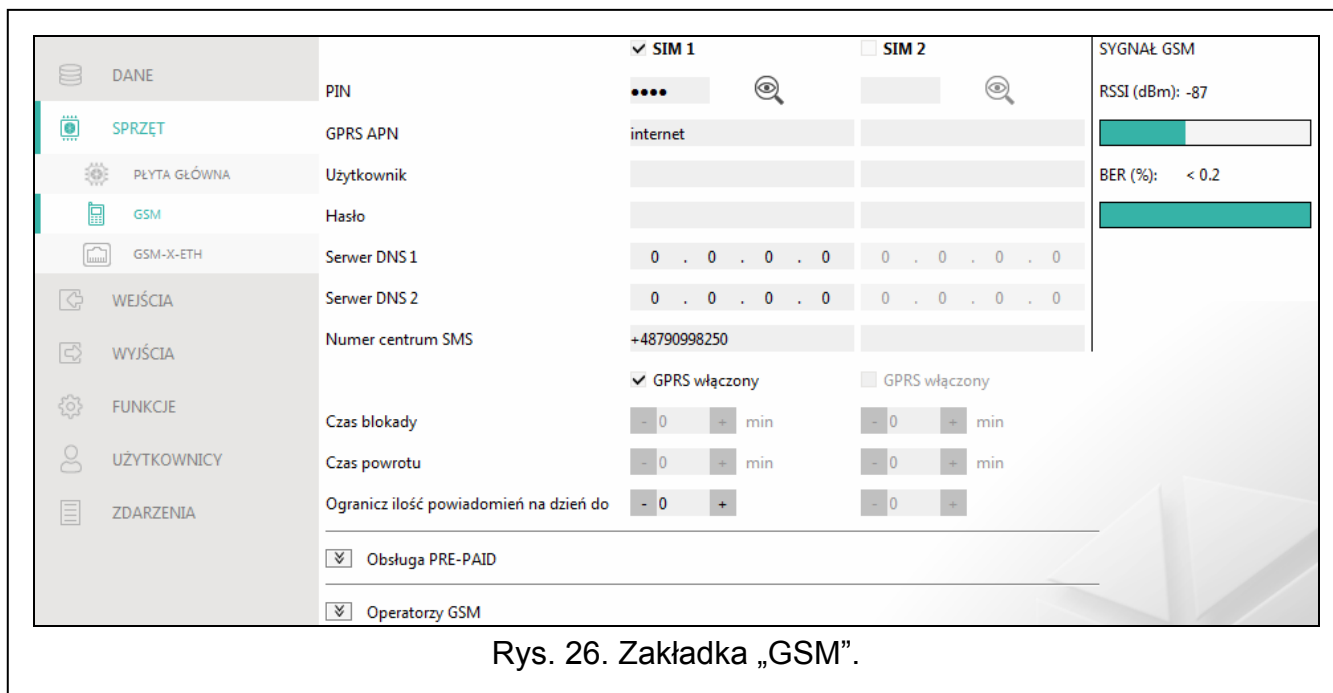 DANE
SPRZĘT
PŁYTA GŁÓWNA
GSM
GSM-X-ETH
WEJŚCIA
WYJŚCIA
FUNKCJE
UŻYTKOWNICY
ZDARZENIA
SIM 1 SIM 2
PIN ••••
GPRS APN internet
Użytkownik
Hasło
Serwer DNS 1 0 . 0 . 0 . 0 0 . 0 . 0 . 0
Serwer DNS 2 0 . 0 . 0 . 0 0 . 0 . 0 . 0
Numer centrum SMS +48790998250
GPRS włączony GPRS włączony
Czas blokady - 0 + min - 0 + min
Czas powrotu - 0 + min - 0 + min
Ogranicz ilość powiadomień na dzień do - 0 + - 0 +
Obsługa PRE-PAID
Operatorzy GSM
SYGNAŁ GSM
RSSI (dBm): -87
BER (%): < 0.2
Rys. 26. Zakładka „GSM”.